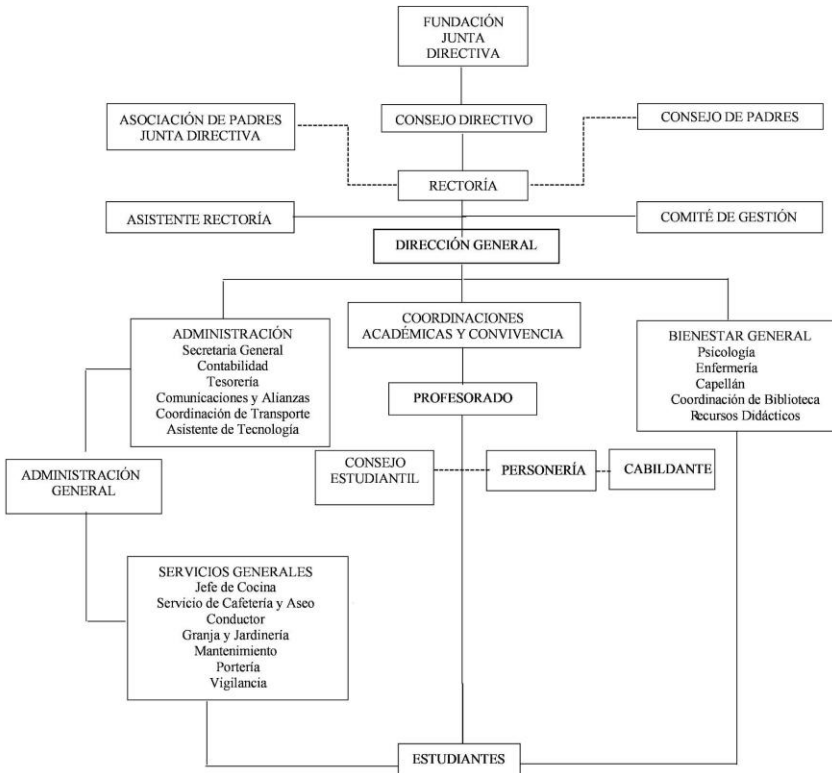 FUNDACIÓN
JUNTA
DIRECTIVA
ASOCIACIÓN DE PADRES
JUNTA DIRECTIVA
CONSEJO DIRECTIVO
CONSEJO DE PADRES
RECTORÍA
ASISTENTE RECTORÍA
COMITÉ DE GESTIÓN
DIRECCIÓN GENERAL
ADMINISTRACIÓN
Secretaría General
Contabilidad
Tesorería
Comunicaciones y Alianzas
Coordinación de Transporte
Asistente de Tecnología
COORDINACIONES
ACADÉMICAS Y CONVIVENCIA
BIENESTAR GENERAL
Psicología
Enfermería
Capellán
Coordinación de Biblioteca
Recursos Didácticos
PROFESORADO
ADMINISTRACIÓN
GENERAL
CONSEJO
ESTUDIANTIL
PERSONERÍA
CABILDANTE
SERVICIOS GENERALES
Jefe de Cocina
Servicio de Cafetería y Aseo
Conductor
Granja y Jardinería
Mantenimiento
Portería
Vigilancia
ESTUDIANTES